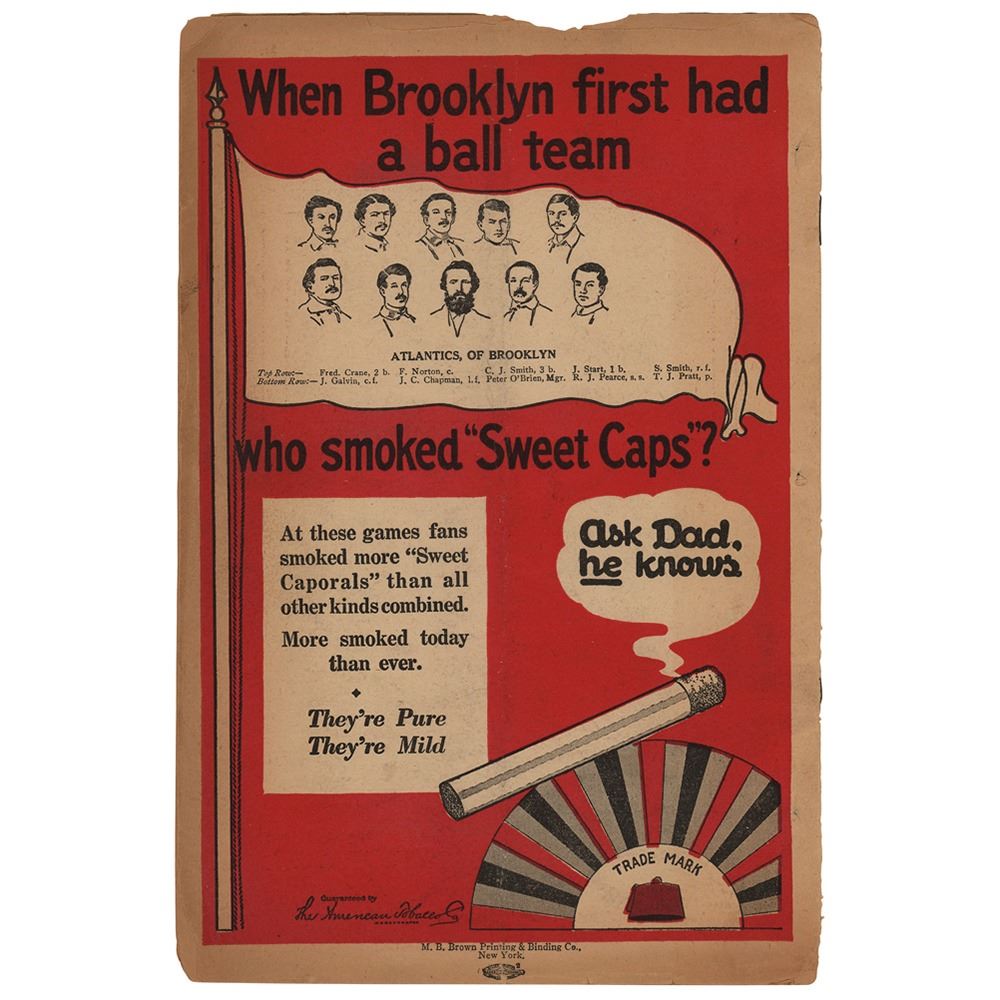 When Brooklyn first had
a ball team
ATLANTICS, OF BROOKLYN
Top Row— Fred. Crane, 2 b. F. Norton, c. C. J. Smith, 3 b. J. Start, 1 b. S. Smith, r. f.
Bottom Row— J. Galvin, c. f. J. C. Chapman, l. f. Peter O'Brien, Mgr. R. J. Pearce, s. s. T. J. Pratt, p.
who smoked "Sweet Caps"?
At these games fans
smoked more "Sweet
Caporals" than all
other kinds combined.
More smoked today
than ever.
They're Pure
They're Mild
Ask Dad,
he knows
TRADE MARK
Guaranteed by
The American Tobacco Co
M. B. Brown Printing & Binding Co.,
New York.